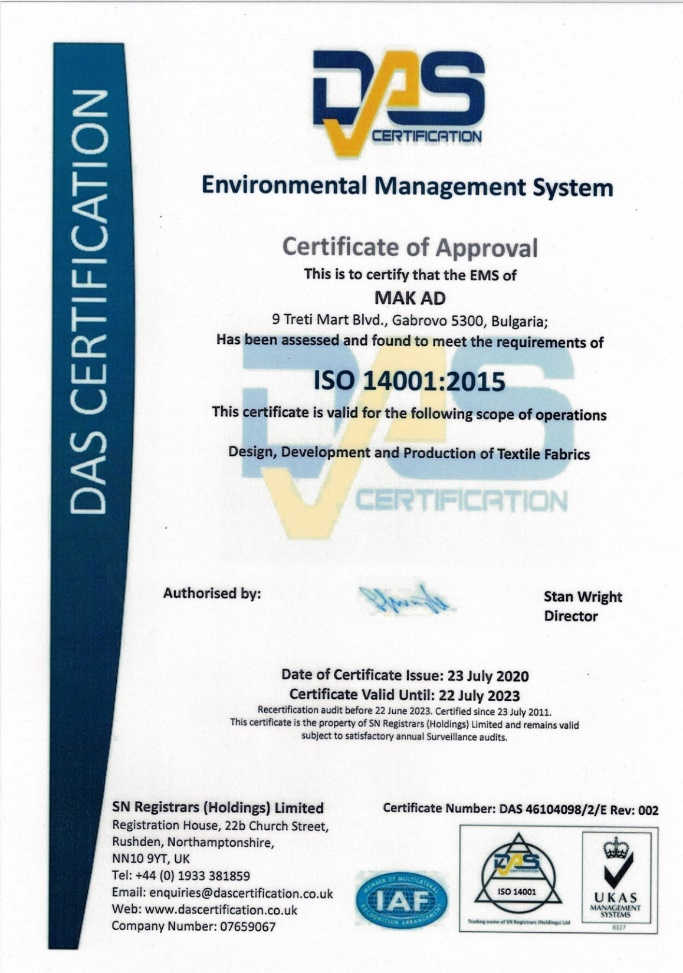 DAS CERTIFICATION
DAS
CERTIFICATION
Environmental Management System
Certificate of Approval
This is to certify that the EMS of
MAK AD
9 Treti Mart Blvd., Gabrovo 5300, Bulgaria;
Has been assessed and found to meet the requirements of
ISO 14001:2015
This certificate is valid for the following scope of operations
Design, Development and Production of Textile Fabrics
DAS
CERTIFICATION
Authorised by:
Stan Wright
Director
Date of Certificate Issue: 23 July 2020
Certificate Valid Until: 22 July 2023
Recertification audit before 22 June 2023. Certified since 23 July 2011.
This certificate is the property of SN Registrars (Holdings) Limited and remains valid
subject to satisfactory annual Surveillance audits.
SN Registrars (Holdings) Limited
Registration House, 22b Church Street,
Rushden, Northamptonshire,
NN10 9YT, UK
Tel: +44 (0) 1933 381859
Email: enquiries@dascertification.co.uk
Web: www.dascertification.co.uk
Company Number: 07659067
Certificate Number: DAS 46104098/2/E Rev: 002
MEMBER OF MULTILATERAL
IAF
RECOGNITION ARRANGEMENT
DAS
CERTIFICATION
ISO 14001
Trading name of SN Registrars (Holdings) Ltd
UKAS
MANAGEMENT
SYSTEMS
8327